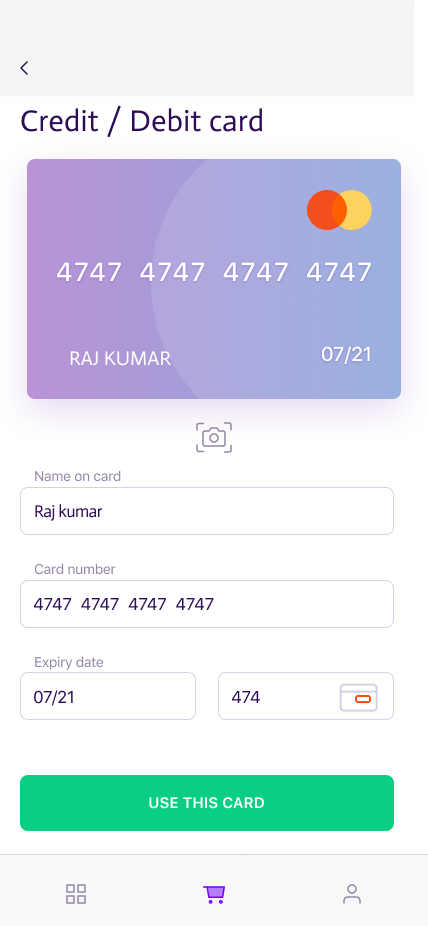 Credit / Debit card
4747 4747 4747 4747
RAJ KUMAR
07/21
Name on card
Raj kumar
Card number
4747 4747 4747 4747
Expiry date
07/21
474
USE THIS CARD